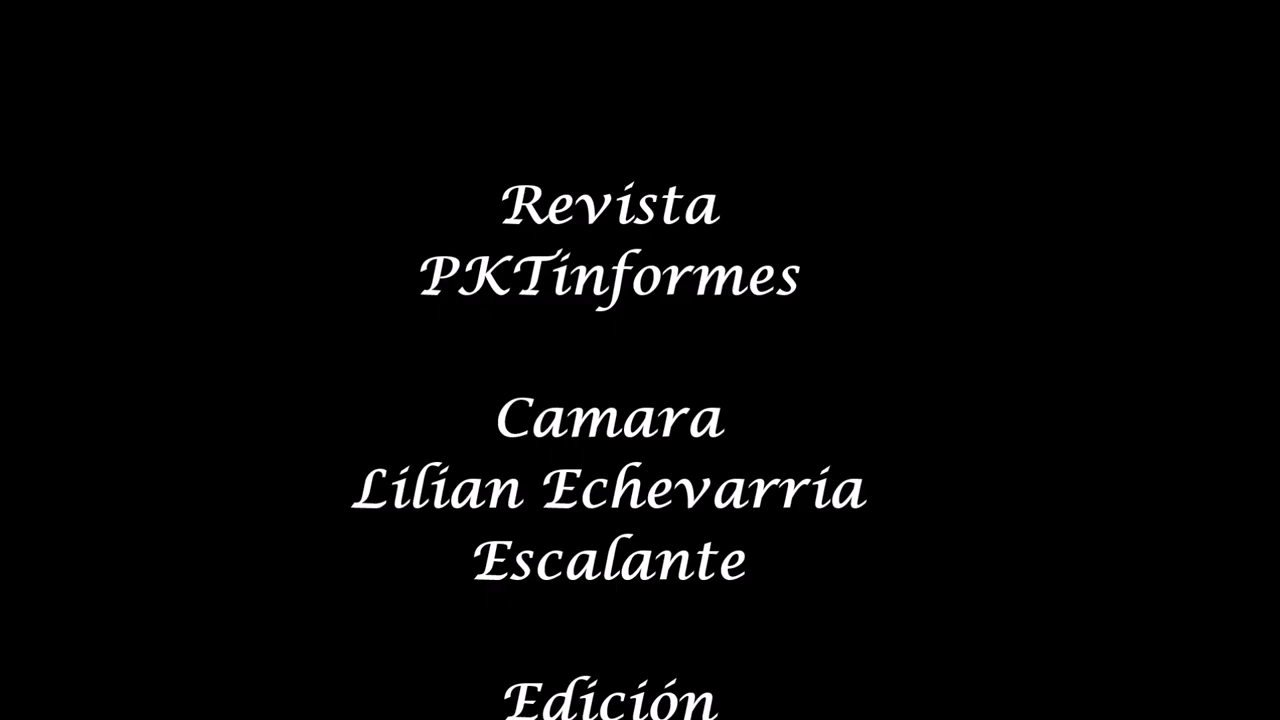 Revista
PKTinformes
Camara
Lilian Echevarria
Escalante
Edición